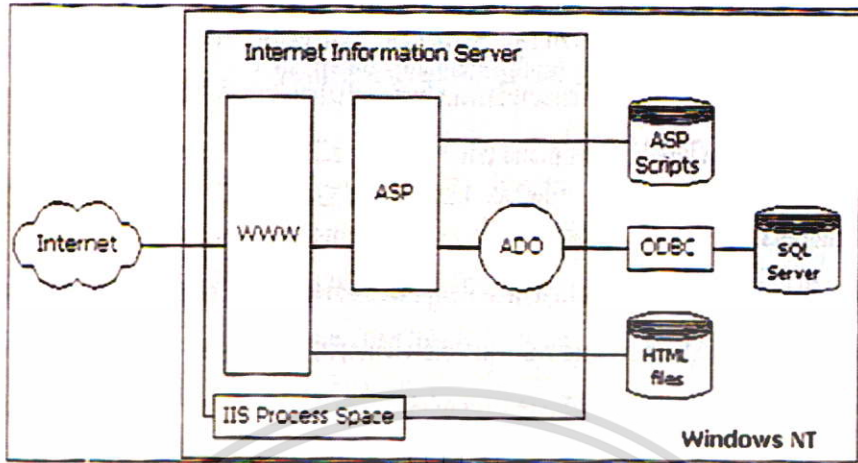 Internet Information Server
ASP
Scripts
ASP
Internet
WWW
ADO
ODBC
SQL
Server
HTML
files
IIS Process Space
Windows NT